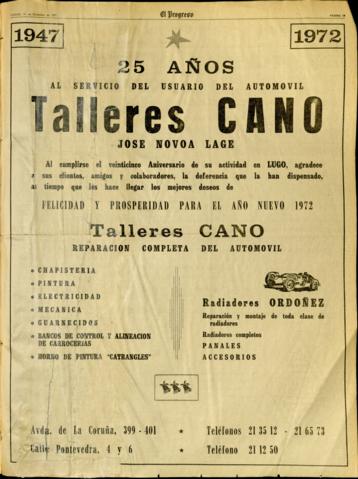 El Progreso
1947
1972
25 AÑOS
AL SERVICIO DEL USUARIO DEL AUTOMOVIL
Talleres CANO
JOSE NOVOA LAGE
Al cumplirse el veinticinco Aniversario de su actividad en LUGO, agradece
a sus clientes, amigos y colaboradores, la deferencia que la han dispensado,
al tiempo que les hace llegar los mejores deseos de
FELICIDAD Y PROSPERIDAD PARA EL AÑO NUEVO 1972
Talleres CANO
REPARACION COMPLETA DEL AUTOMOVIL
CHAPISTERIA
PINTURA
ELECTRICIDAD
MECANICA
GUARNECIDOS
BANCOS DE CONTROL Y ALINEACION
DE CARROCERIAS
HORNO DE PINTURA "CATRANGLES"
Radiadores ORDOÑEZ
Reparación y montaje de toda clase de
radiadores
Radiadores completos
PANALES
ACCESORIOS
Avda. de La Coruña, 399 - 401 * Teléfonos 21 35 12 - 21 65 73
Calle Pontevedra, 4 y 6 * Teléfono 21 12 50